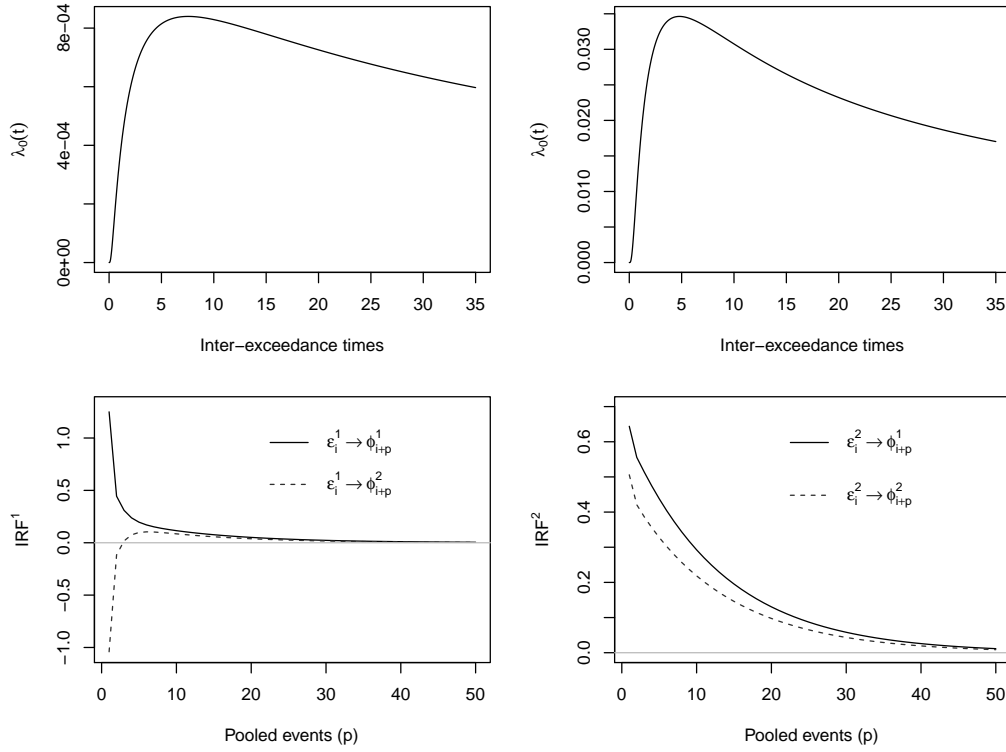 λ₀(t)
0e+00 4e−04 8e−04
0 5 10 15 20 25 30 35
Inter−exceedance times
λ₀(t)
0.000 0.010 0.020 0.030
0 5 10 15 20 25 30 35
Inter−exceedance times
IRF¹
−1.0 −0.5 0.0 0.5 1.0
ε¹ᵢ → ϕ¹ᵢ₊ₚ
ε¹ᵢ → ϕ²ᵢ₊ₚ
0 10 20 30 40 50
Pooled events (p)
IRF²
0.0 0.2 0.4 0.6
ε²ᵢ → ϕ¹ᵢ₊ₚ
ε²ᵢ → ϕ²ᵢ₊ₚ
0 10 20 30 40 50
Pooled events (p)